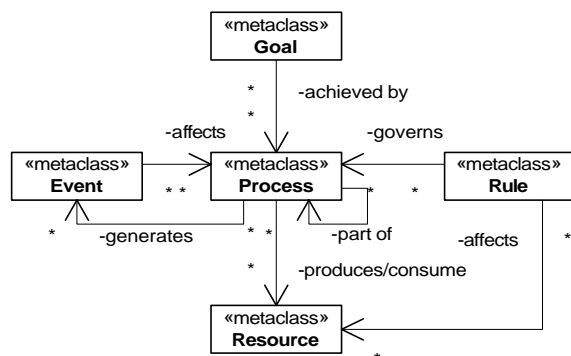 «metaclass»
Goal
*
-achieved by
*
-affects
-governs
«metaclass»
Event
«metaclass»
Process
«metaclass»
Rule
* *
*
*
*
-generates
* *
-part of
-affects
*
*
-produces/consume
«metaclass»
Resource
*